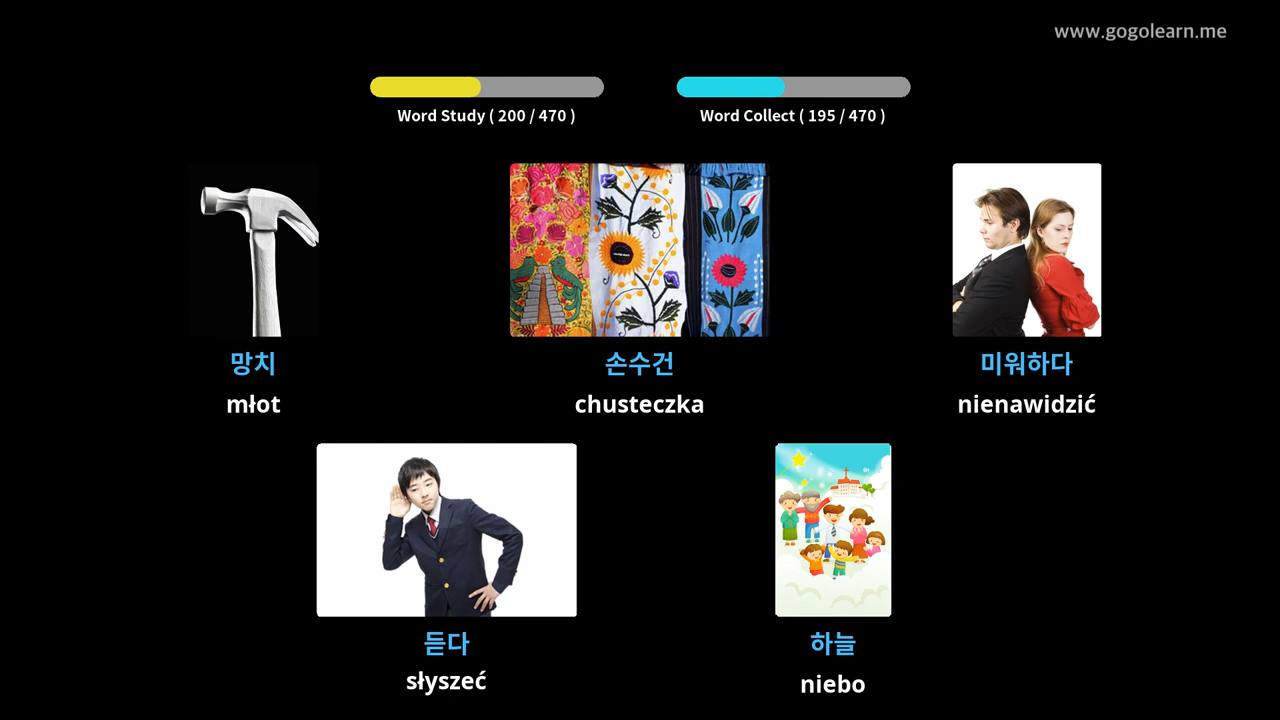 www.gogolearn.me
Word Study ( 200 / 470 )
Word Collect ( 195 / 470 )
망치
młot
손수건
chusteczka
미워하다
nienawidzić
듣다
słyszeć
하늘
niebo